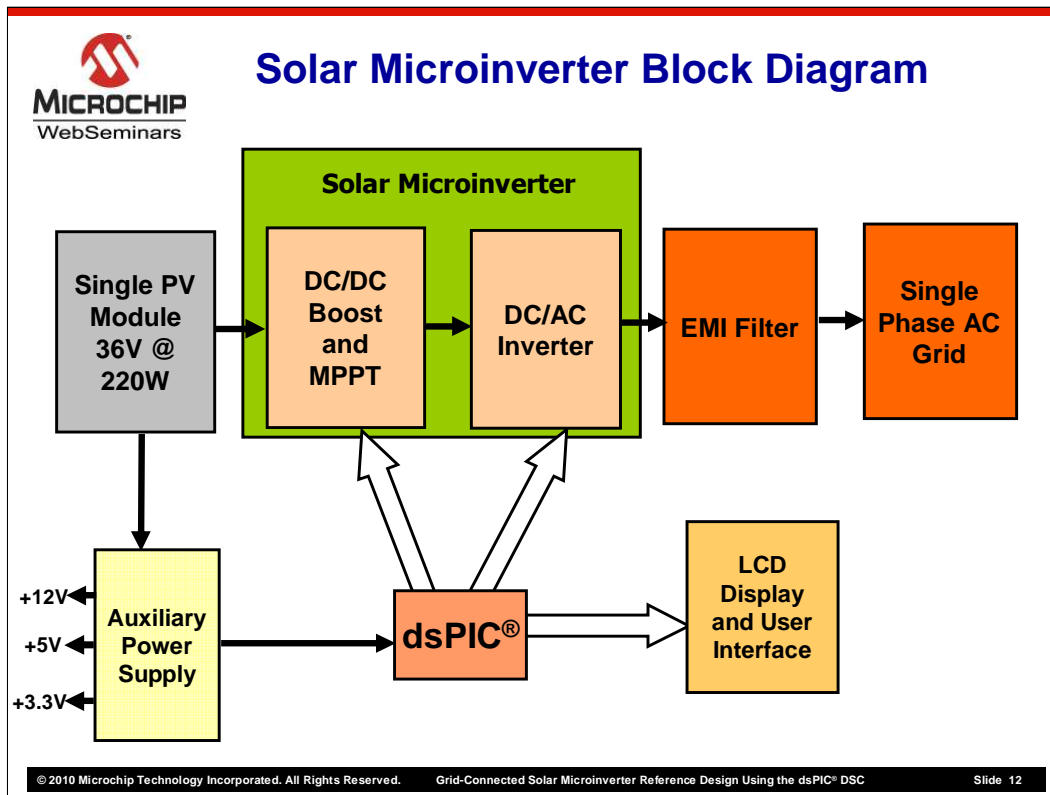 Solar Microinverter Block Diagram
MICROCHIP
WebSeminars
Solar Microinverter
Single PV
Module
36V @
220W
DC/DC
Boost
and
MPPT
DC/AC
Inverter
EMI Filter
Single
Phase AC
Grid
+12V
+5V
+3.3V
Auxiliary
Power
Supply
dsPIC®
LCD
Display
and User
Interface
© 2010 Microchip Technology Incorporated. All Rights Reserved. Grid-Connected Solar Microinverter Reference Design Using the dsPIC® DSC Slide 12